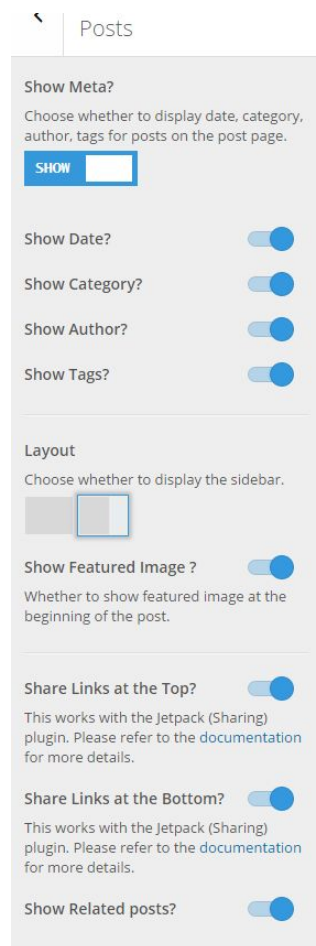 Posts
Show Meta?
Choose whether to display date, category,
author, tags for posts on the post page.
SHOW
Show Date?
Show Category?
Show Author?
Show Tags?
Layout
Choose whether to display the sidebar.
Show Featured Image ?
Whether to show featured image at the
beginning of the post.
Share Links at the Top?
This works with the Jetpack (Sharing)
plugin. Please refer to the documentation
for more details.
Share Links at the Bottom?
This works with the Jetpack (Sharing)
plugin. Please refer to the documentation
for more details.
Show Related posts?